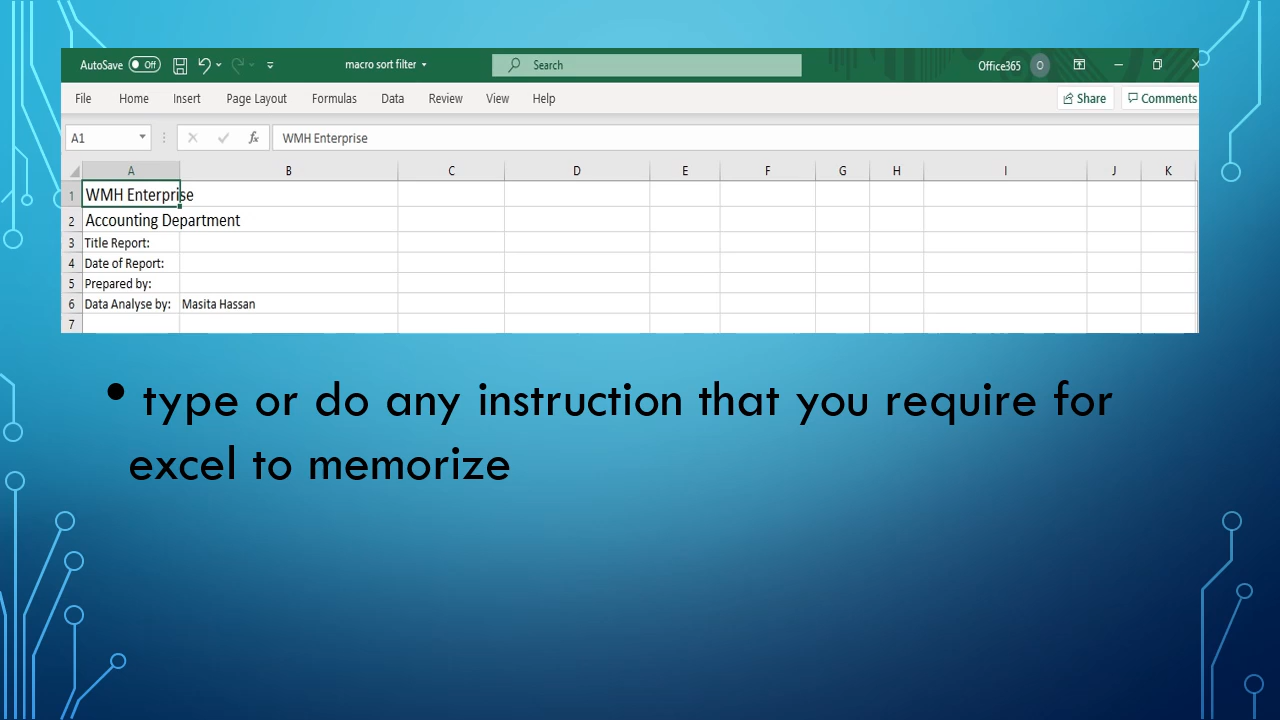 AutoSave Off macro sort filter Search Office365 O
File Home Insert Page Layout Formulas Data Review View Help Share Comments
A1 fx WMH Enterprise
A B C D E F G H I J K
1 WMH Enterprise
2 Accounting Department
3 Title Report:
4 Date of Report:
5 Prepared by:
6 Data Analyse by: Masita Hassan
7
• type or do any instruction that you require for
excel to memorize